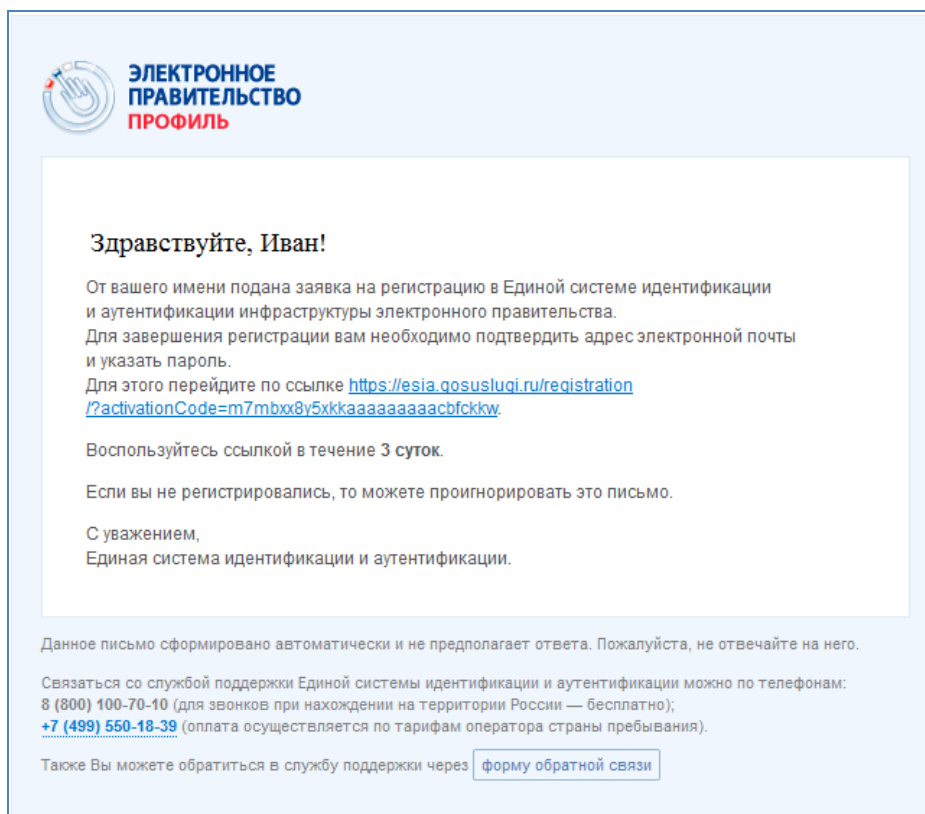 ЭЛЕКТРОННОЕ
ПРАВИТЕЛЬСТВО
ПРОФИЛЬ
Здравствуйте, Иван!
От вашего имени подана заявка на регистрацию в Единой системе идентификации
и аутентификации инфраструктуры электронного правительства.
Для завершения регистрации вам необходимо подтвердить адрес электронной почты
и указать пароль.
Для этого перейдите по ссылке https://esia.gosuslugi.ru/registration
/?activationCode=m7mbxx8y5xkkaaaaaaaaacbfckkw.
Воспользуйтесь ссылкой в течение 3 суток.
Если вы не регистрировались, то можете проигнорировать это письмо.
С уважением,
Единая система идентификации и аутентификации.
Данное письмо сформировано автоматически и не предполагает ответа. Пожалуйста, не отвечайте на него.
Связаться со службой поддержки Единой системы идентификации и аутентификации можно по телефонам:
8 (800) 100-70-10 (для звонков при нахождении на территории России — бесплатно);
+7 (499) 550-18-39 (оплата осуществляется по тарифам оператора страны пребывания).
Также Вы можете обратиться в службу поддержки через форму обратной связи